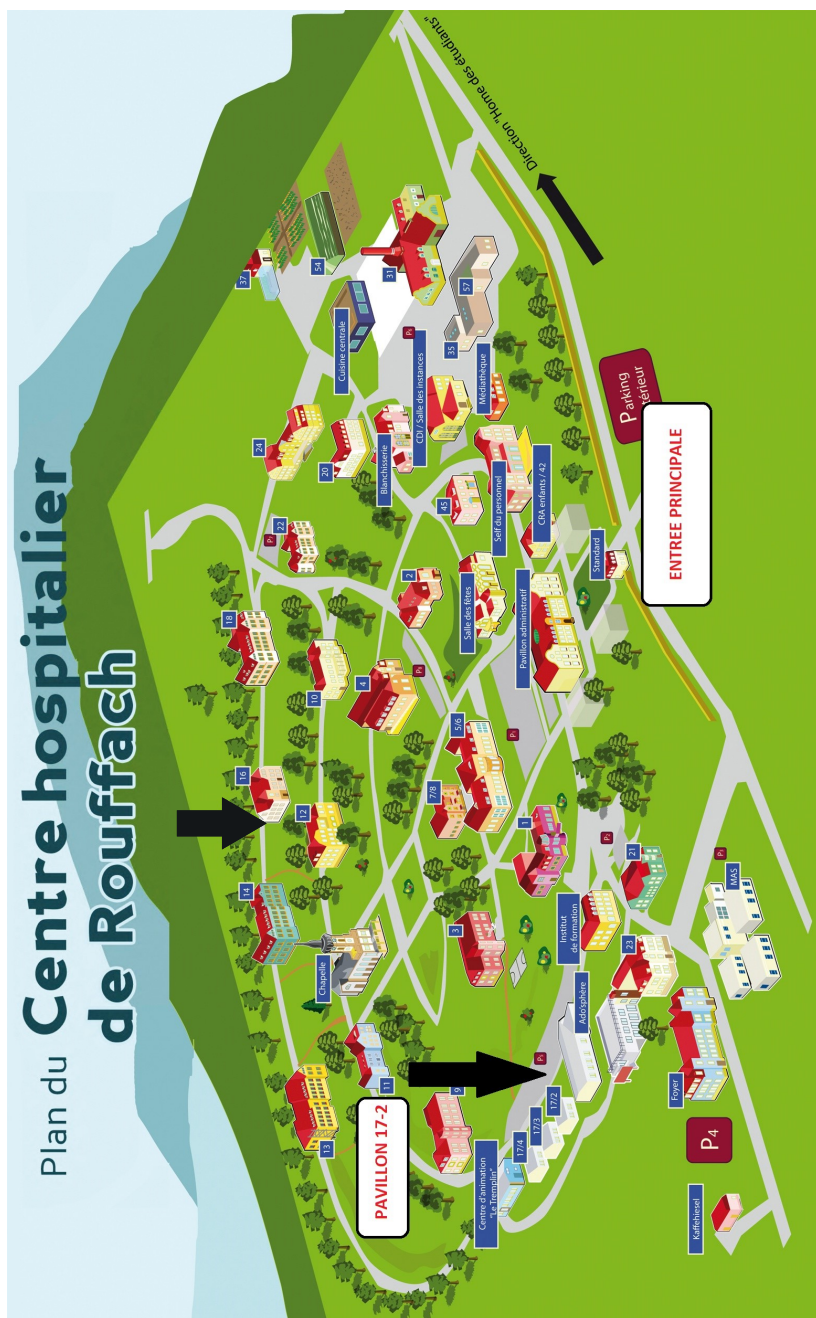 Plan du Centre hospitalier
de Rouffach
13
14
16
18
22
24
37
11
Chapelle
12
10
20
54
PAVILLON 17-2
9
3
7/8
4
2
Blanchisserie
Cuisine centrale
31
5/6
45
CDI / Salle des instances
35
57
Centre d'animation
"Le Tremplin"
17/4
17/3
17/2
1
Salle des fêtes
Self du personnel
Médiathèque
Ado'sphère
Institut
de formation
Pavillon administratif
CRA enfants / 42
23
21
Standard
Direction "Home des étudiants"
Foyer
MAS
Parking
térieur
ENTREE PRINCIPALE
P4
Kaffehiesel